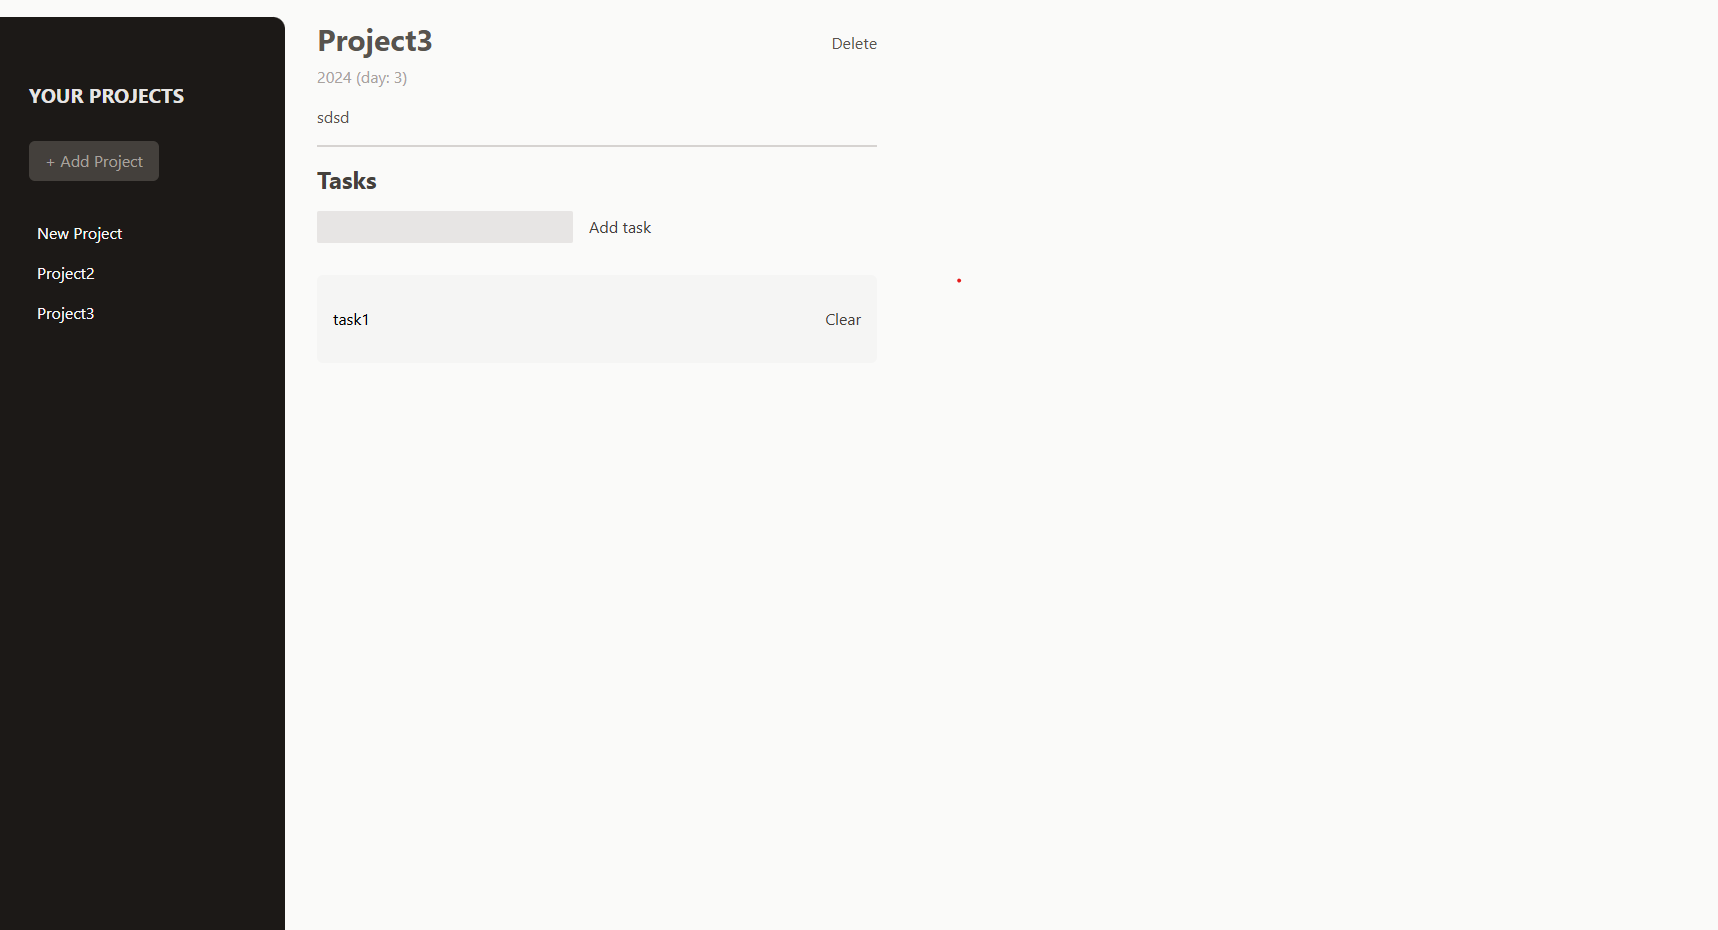 YOUR PROJECTS
+ Add Project
New Project
Project2
Project3
Project3
Delete
2024 (day: 3)
sdsd
Tasks
Add task
task1
Clear